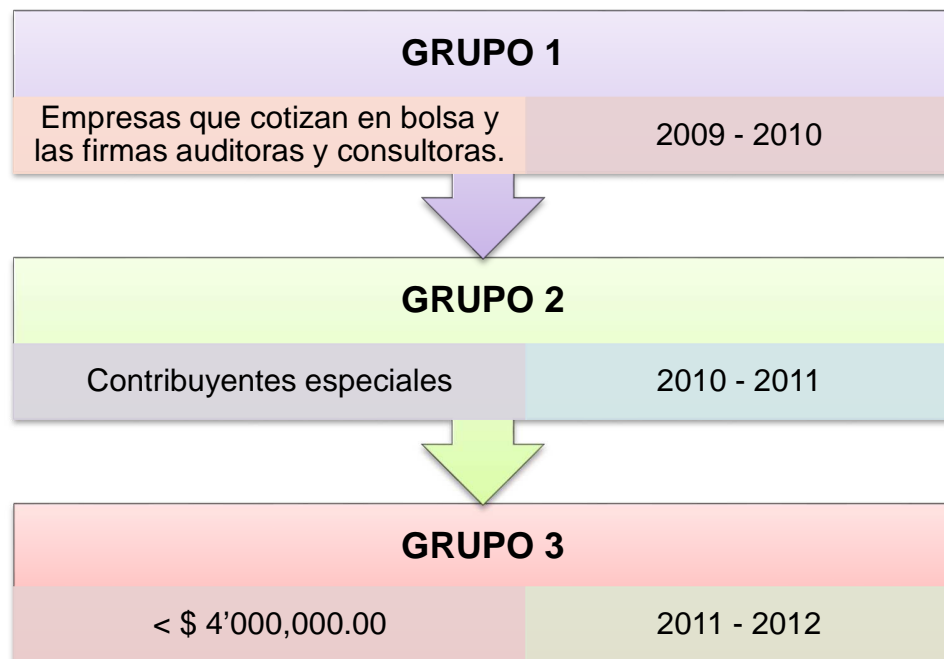 GRUPO 1
Empresas que cotizan en bolsa y
las firmas auditoras y consultoras.
2009 - 2010
GRUPO 2
Contribuyentes especiales
2010 - 2011
GRUPO 3
< $ 4’000,000.00
2011 - 2012